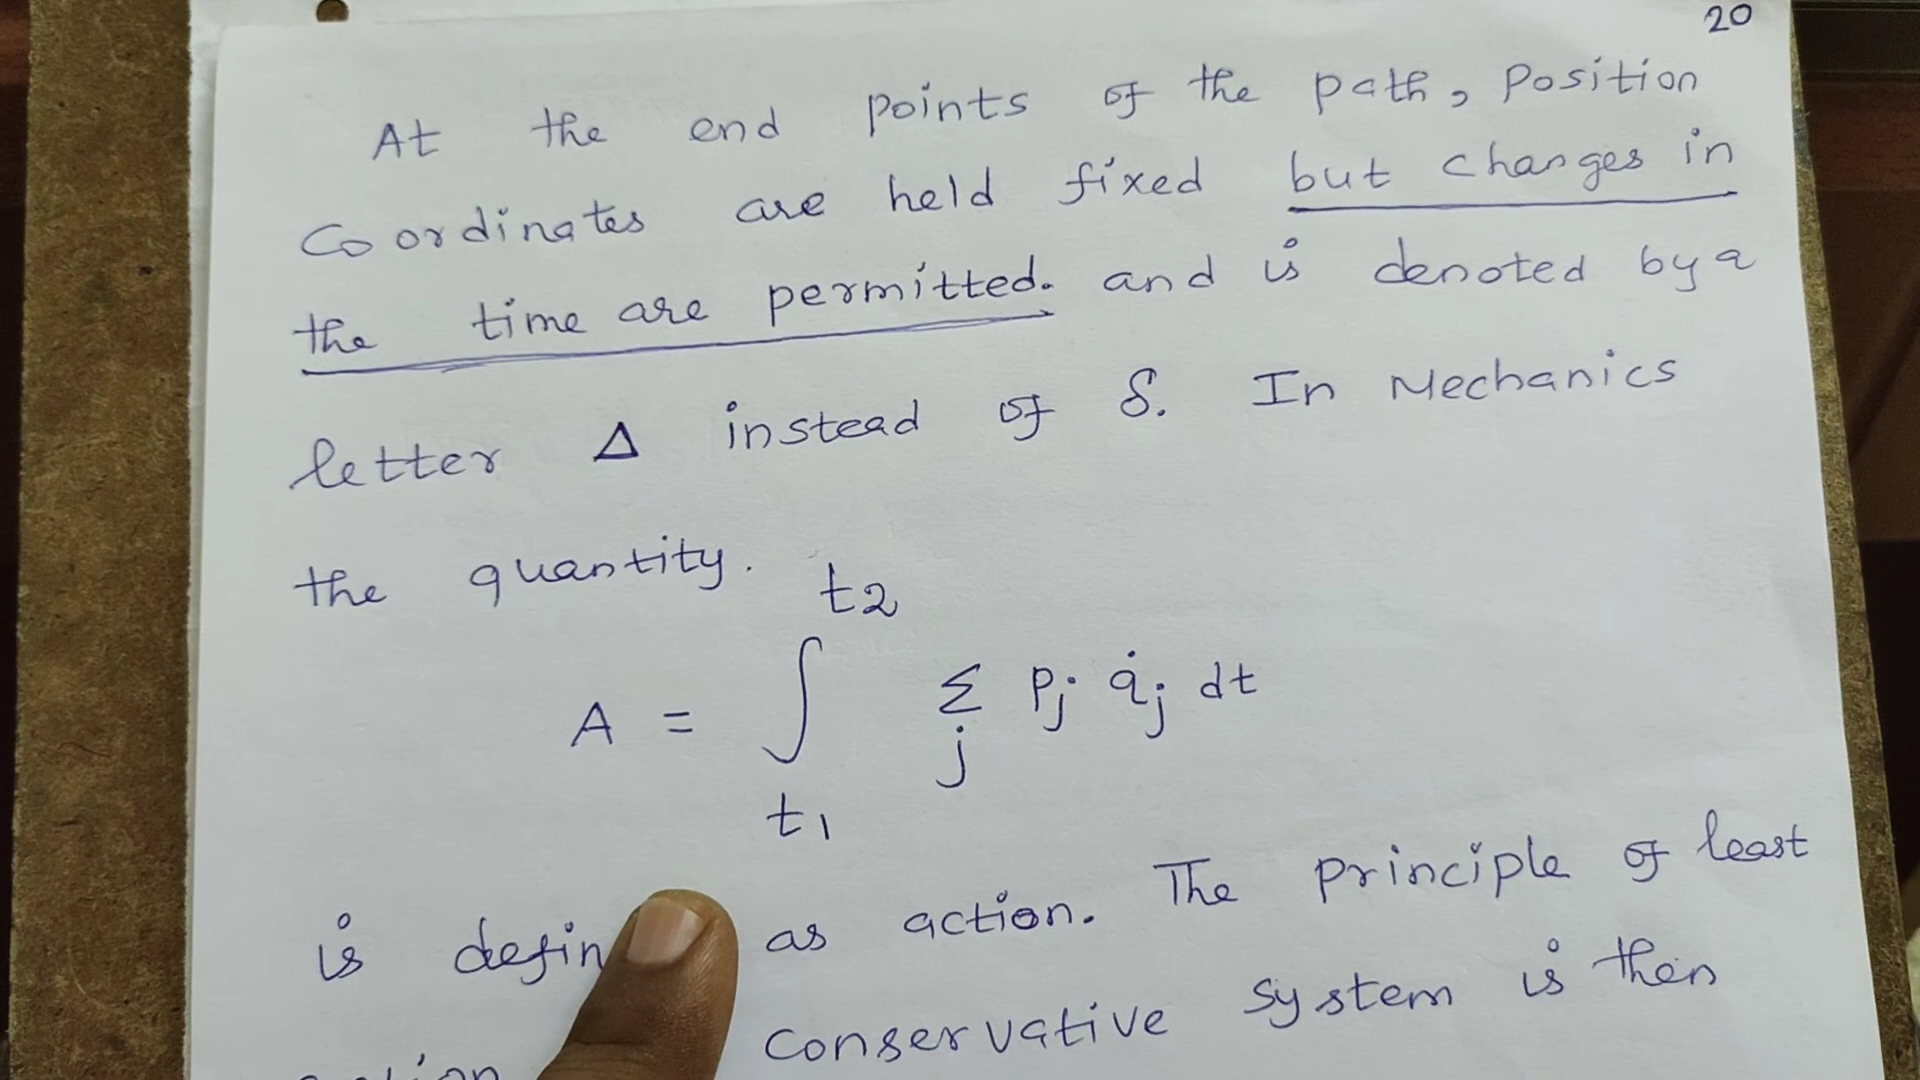 20
At the end points of the path, Position
Coordinates are held fixed but changes in
the time are permitted. and is denoted by a
letter Δ instead of δ. In Mechanics
the quantity.
t2
A = ∫ Σ pj q̇j dt
j
t1
is defin as action. The principle of least
conservative system is then